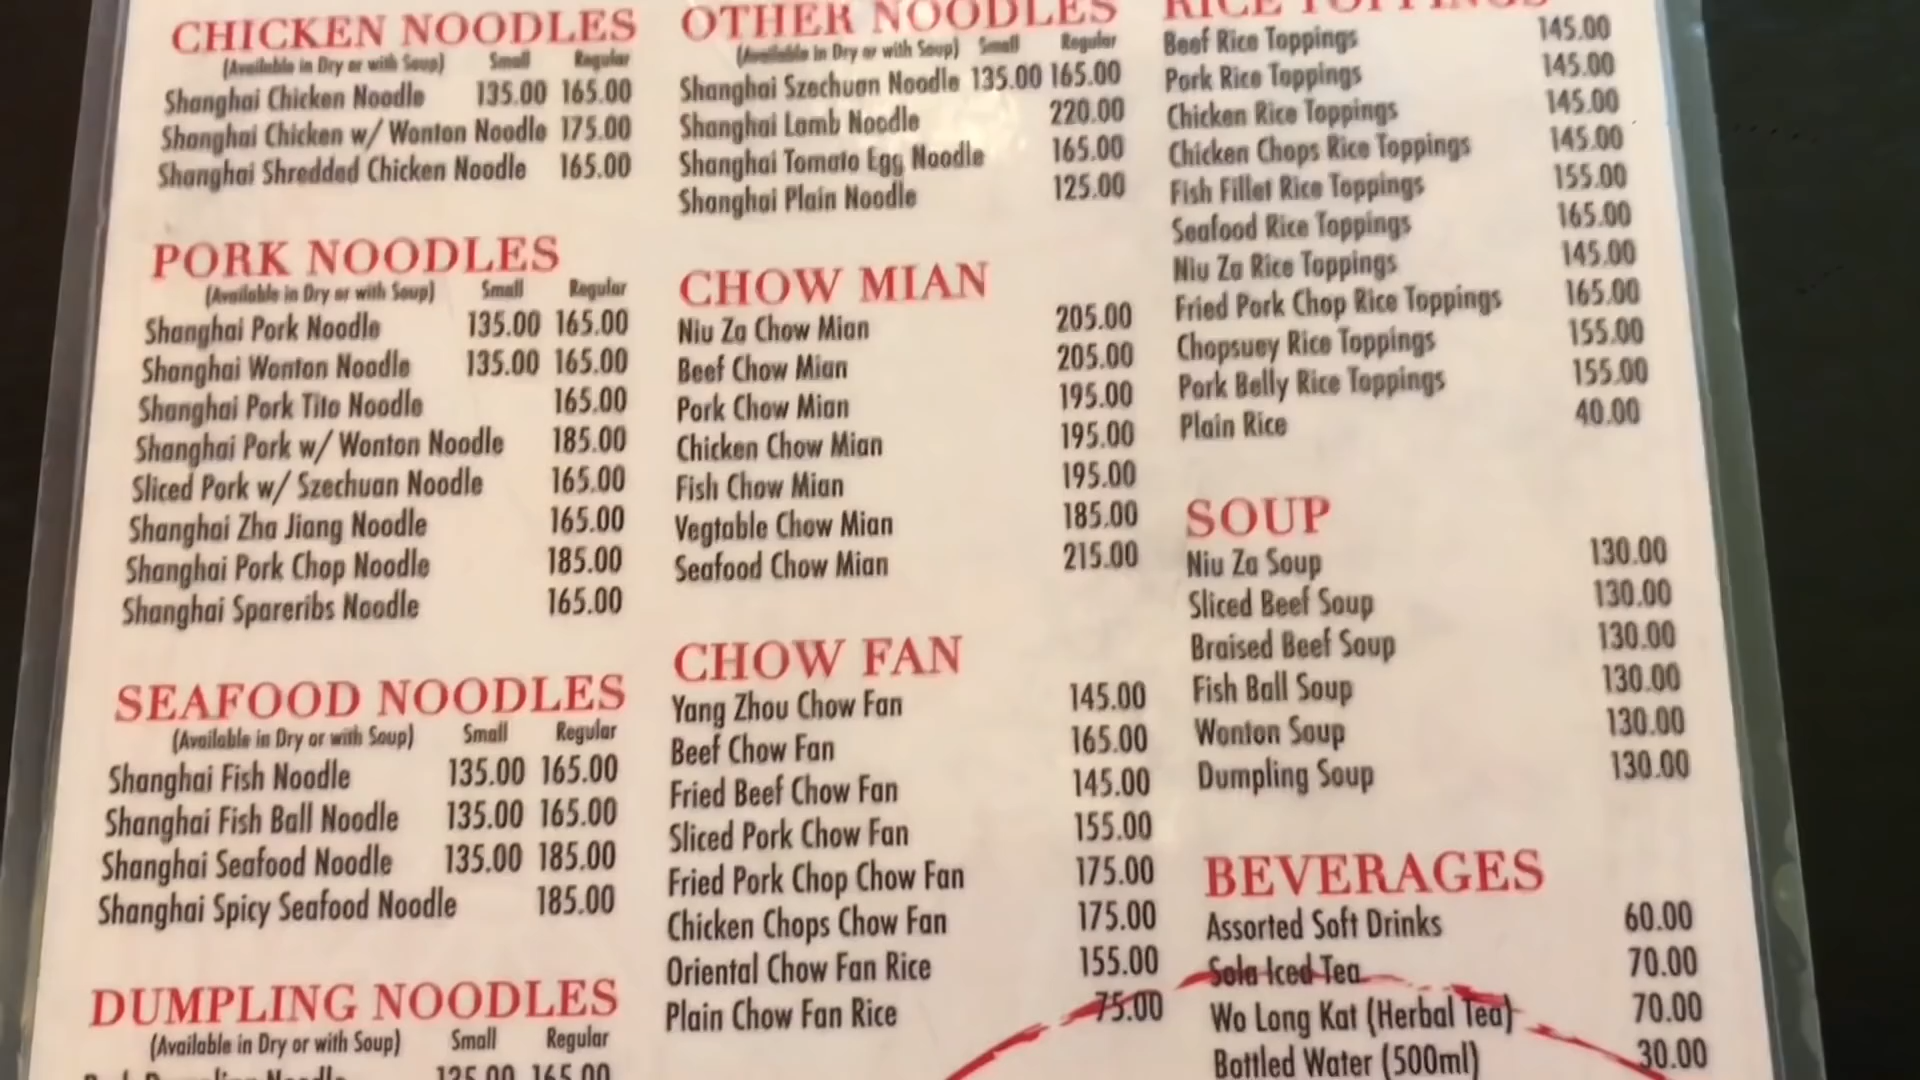 CHICKEN NOODLES
(Available in Dry or with Soup) Small Regular
Shanghai Chicken Noodle 135.00 165.00
Shanghai Chicken w/ Wonton Noodle 175.00
Shanghai Shredded Chicken Noodle 165.00
PORK NOODLES
(Available in Dry or with Soup) Small Regular
Shanghai Pork Noodle 135.00 165.00
Shanghai Wonton Noodle 135.00 165.00
Shanghai Pork Tito Noodle 165.00
Shanghai Pork w/ Wonton Noodle 185.00
Sliced Pork w/ Szechuan Noodle 165.00
Shanghai Zha Jiang Noodle 165.00
Shanghai Pork Chop Noodle 185.00
Shanghai Spareribs Noodle 165.00
SEAFOOD NOODLES
(Available in Dry or with Soup) Small Regular
Shanghai Fish Noodle 135.00 165.00
Shanghai Fish Ball Noodle 135.00 165.00
Shanghai Seafood Noodle 135.00 185.00
Shanghai Spicy Seafood Noodle 185.00
DUMPLING NOODLES
(Available in Dry or with Soup) Small Regular
135.00 165.00
OTHER NOODLES
(Available in Dry or with Soup) Small Regular
Shanghai Szechuan Noodle 135.00 165.00
Shanghai Lamb Noodle 220.00
Shanghai Tomato Egg Noodle 165.00
Shanghai Plain Noodle 125.00
CHOW MIAN
Niu Za Chow Mian 205.00
Beef Chow Mian 205.00
Pork Chow Mian 195.00
Chicken Chow Mian 195.00
Fish Chow Mian 195.00
Vegtable Chow Mian 185.00
Seafood Chow Mian 215.00
CHOW FAN
Yang Zhou Chow Fan 145.00
Beef Chow Fan 165.00
Fried Beef Chow Fan 145.00
Sliced Pork Chow Fan 155.00
Fried Pork Chop Chow Fan 175.00
Chicken Chops Chow Fan 175.00
Oriental Chow Fan Rice 155.00
Plain Chow Fan Rice 75.00
RICE TOPPINGS
Beef Rice Toppings 145.00
Pork Rice Toppings 145.00
Chicken Rice Toppings 145.00
Chicken Chops Rice Toppings 145.00
Fish Fillet Rice Toppings 155.00
Seafood Rice Toppings 165.00
Niu Za Rice Toppings 145.00
Fried Pork Chop Rice Toppings 165.00
Chopsuey Rice Toppings 155.00
Pork Belly Rice Toppings 155.00
Plain Rice 40.00
SOUP
Niu Za Soup 130.00
Sliced Beef Soup 130.00
Braised Beef Soup 130.00
Fish Ball Soup 130.00
Wonton Soup 130.00
Dumpling Soup 130.00
BEVERAGES
Assorted Soft Drinks 60.00
Sola Iced Tea 70.00
Wo Long Kat (Herbal Tea) 70.00
Bottled Water (500ml) 30.00